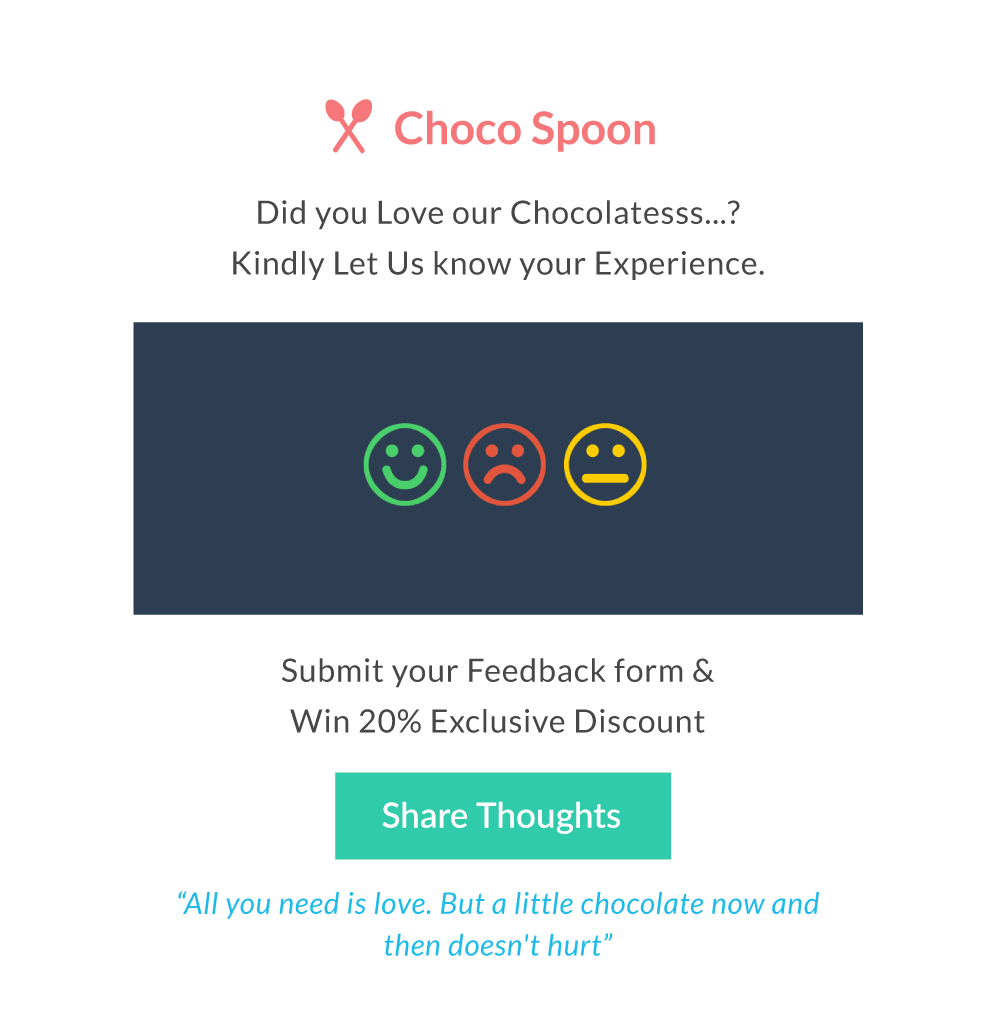 Choco Spoon
Did you Love our Chocolatesss...?
Kindly Let Us know your Experience.
Submit your Feedback form &
Win 20% Exclusive Discount
Share Thoughts
“All you need is love. But a little chocolate now and
then doesn't hurt”